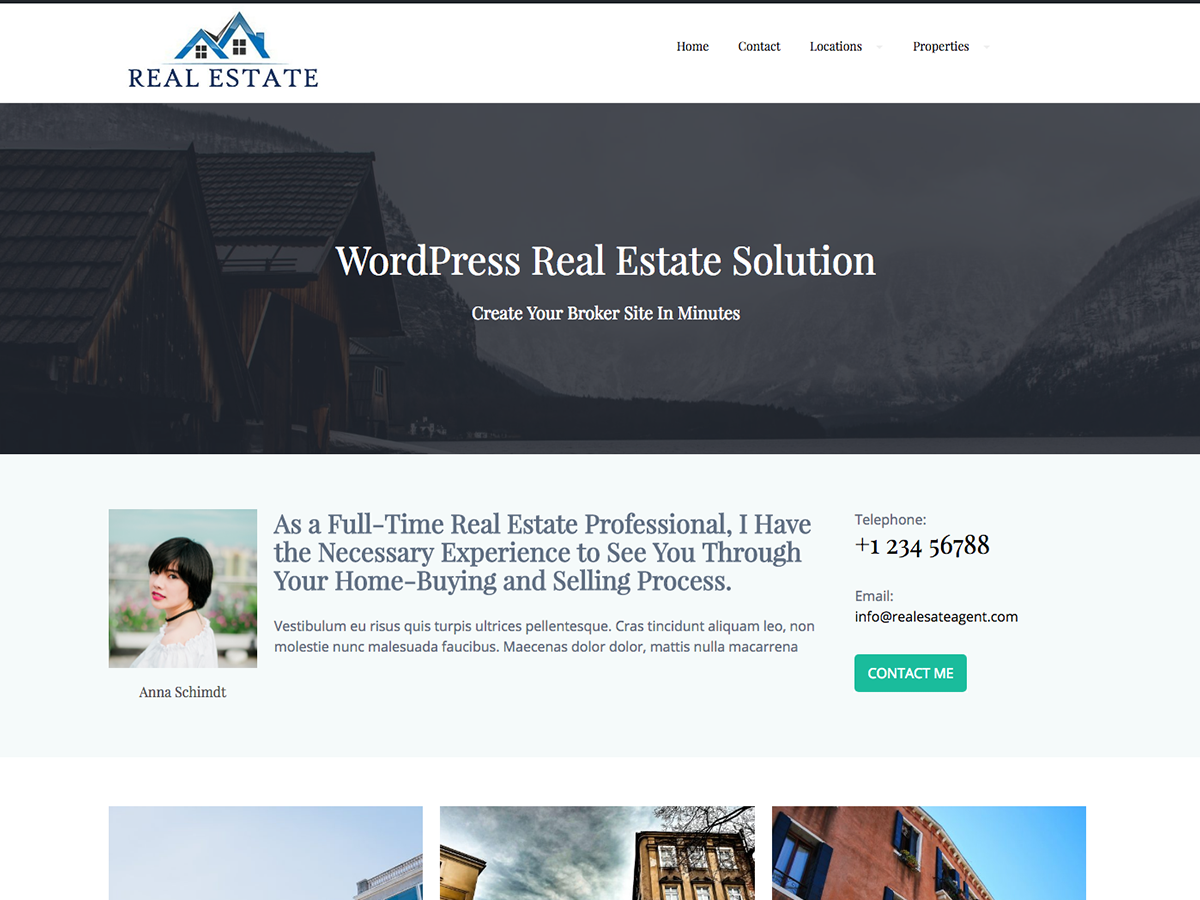 REAL ESTATE
Home Contact Locations Properties
WordPress Real Estate Solution
Create Your Broker Site In Minutes
As a Full-Time Real Estate Professional, I Have
the Necessary Experience to See You Through
Your Home-Buying and Selling Process.
Vestibulum eu risus quis turpis ultrices pellentesque. Cras tincidunt aliquam leo, non
molestie nunc malesuada faucibus. Maecenas dolor dolor, mattis nulla macarrena
Anna Schimdt
Telephone:
+1 234 56788
Email:
info@realesateagent.com
CONTACT ME